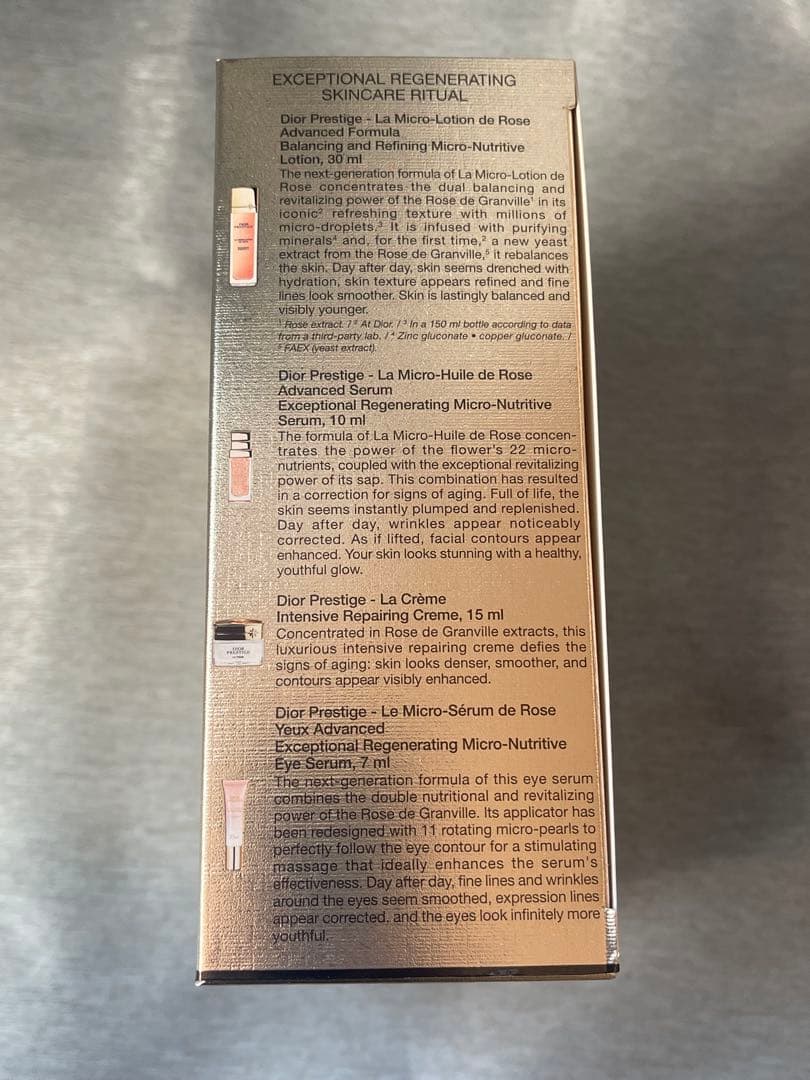 EXCEPTIONAL REGENERATING
SKINCARE RITUAL
Dior Prestige - La Micro-Lotion de Rose
Advanced Formula
Balancing and Refining Micro-Nutritive
Lotion, 30 ml
The next-generation formula of La Micro-Lotion de
Rose concentrates the dual balancing and
revitalizing power of the Rose de Granville¹ in its
iconic² refreshing texture with millions of
micro-droplets.³ It is infused with purifying
minerals⁴ and, for the first time,² a new yeast
extract from the Rose de Granville,⁵ it rebalances
the skin. Day after day, skin seems drenched with
hydration, skin texture appears refined and fine
lines look smoother. Skin is lastingly balanced and
visibly younger.
¹ Rose extract. / ² At Dior. / ³ In a 150 ml bottle according to data
from a third-party lab. / ⁴ Zinc gluconate • copper gluconate. /
⁵ FAEX (yeast extract).
Dior Prestige - La Micro-Huile de Rose
Advanced Serum
Exceptional Regenerating Micro-Nutritive
Serum, 10 ml
The formula of La Micro-Huile de Rose concen-
trates the power of the flower's 22 micro-
nutrients, coupled with the exceptional revitalizing
power of its sap. This combination has resulted
in a correction for signs of aging. Full of life, the
skin seems instantly plumped and replenished.
Day after day, wrinkles appear noticeably
corrected. As if lifted, facial contours appear
enhanced. Your skin looks stunning with a healthy,
youthful glow.
Dior Prestige - La Crème
Intensive Repairing Creme, 15 ml
Concentrated in Rose de Granville extracts, this
luxurious intensive repairing creme defies the
signs of aging: skin looks denser, smoother, and
contours appear visibly enhanced.
DIOR
PRESTIGE
Dior Prestige - Le Micro-Sérum de Rose
Yeux Advanced
Exceptional Regenerating Micro-Nutritive
Eye Serum, 7 ml
The next-generation formula of this eye serum
combines the double nutritional and revitalizing
power of the Rose de Granville. Its applicator has
been redesigned with 11 rotating micro-pearls to
perfectly follow the eye contour for a stimulating
massage that ideally enhances the serum's
effectiveness. Day after day, fine lines and wrinkles
around the eyes seem smoothed, expression lines
appear corrected, and the eyes look infinitely more
youthful.